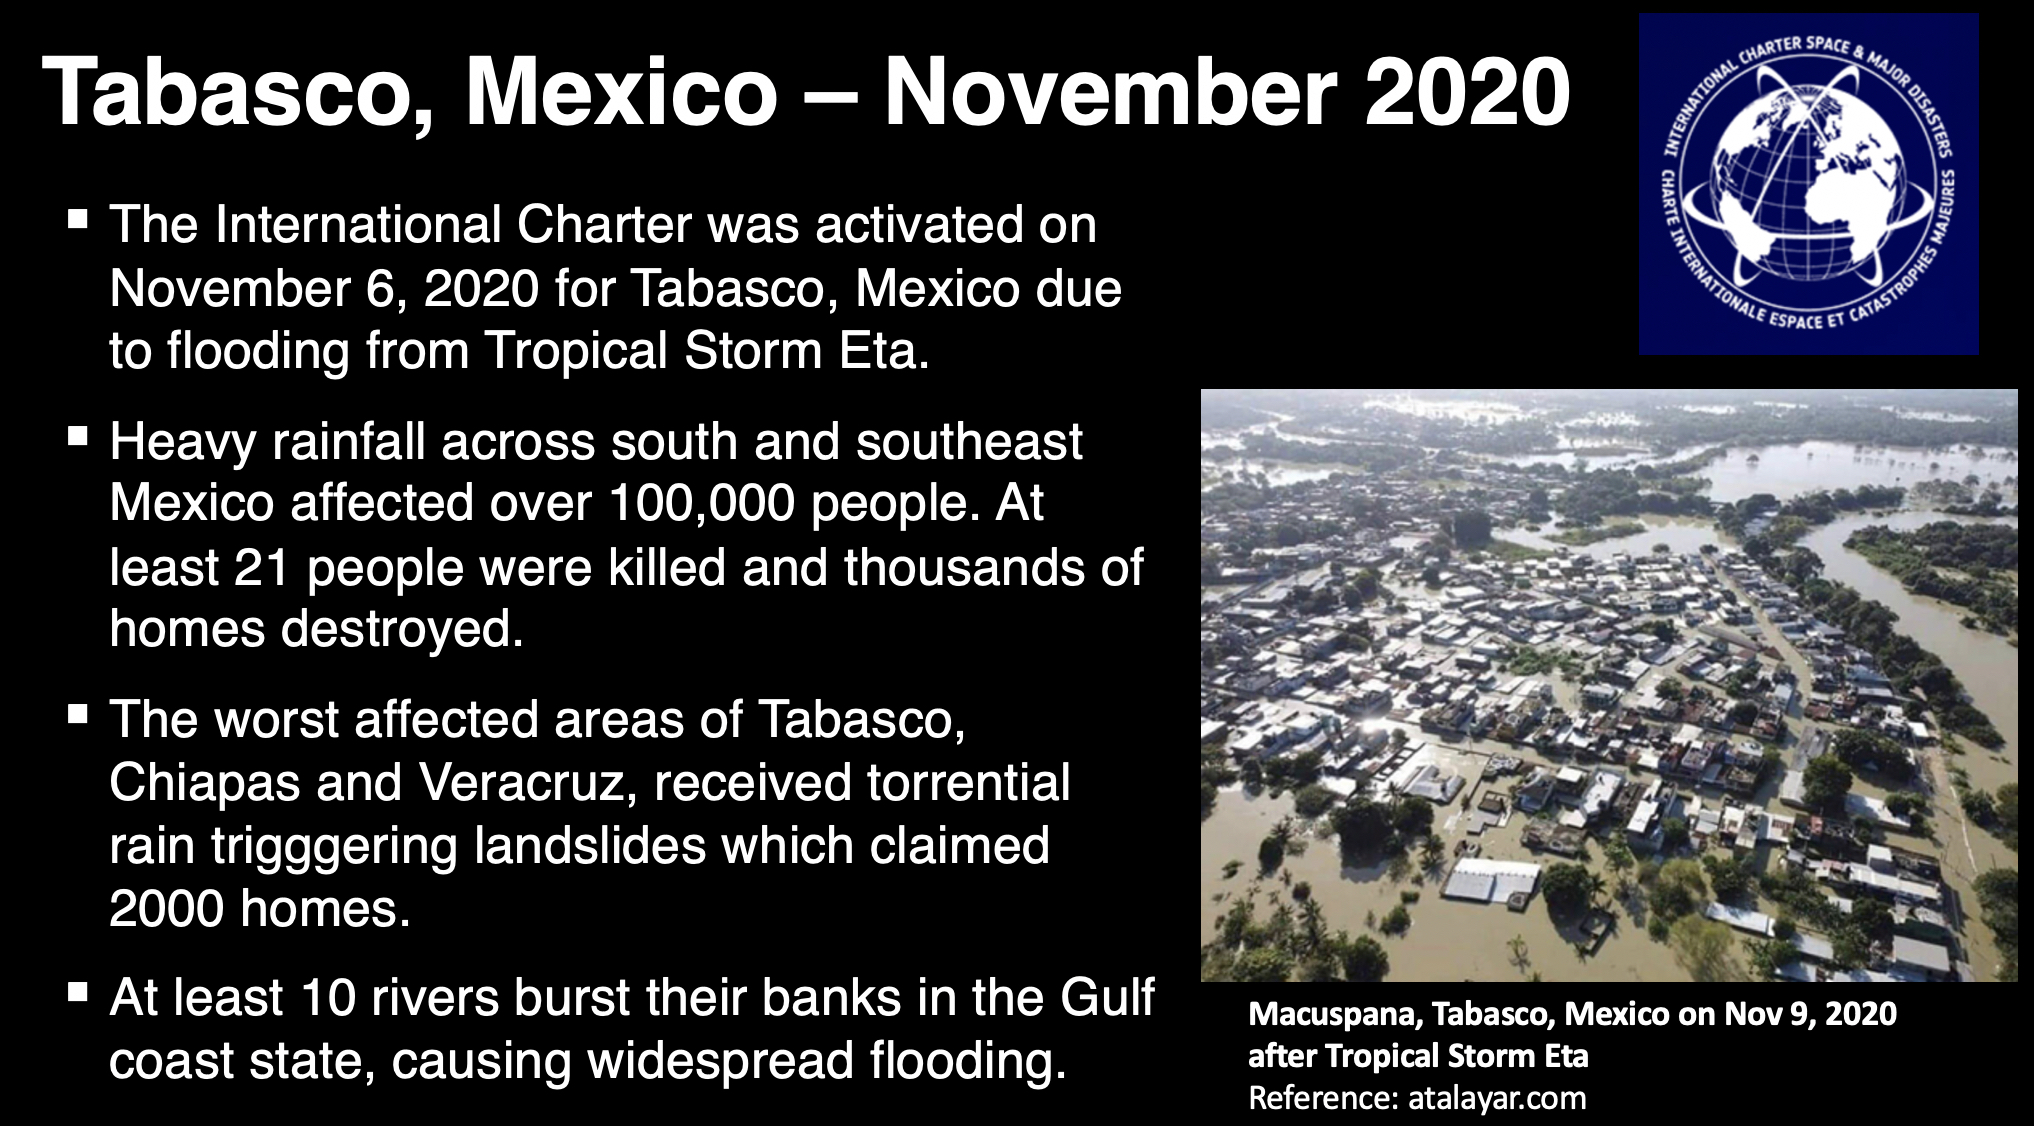 Tabasco, Mexico – November 2020
INTERNATIONAL CHARTER SPACE & MAJOR DISASTERS
CHARTE INTERNATIONALE ESPACE ET CATASTROPHES MAJEURES
▪ The International Charter was activated on
November 6, 2020 for Tabasco, Mexico due
to flooding from Tropical Storm Eta.
▪ Heavy rainfall across south and southeast
Mexico affected over 100,000 people. At
least 21 people were killed and thousands of
homes destroyed.
▪ The worst affected areas of Tabasco,
Chiapas and Veracruz, received torrential
rain trigggering landslides which claimed
2000 homes.
▪ At least 10 rivers burst their banks in the Gulf
coast state, causing widespread flooding.
Macuspana, Tabasco, Mexico on Nov 9, 2020
after Tropical Storm Eta
Reference: atalayar.com